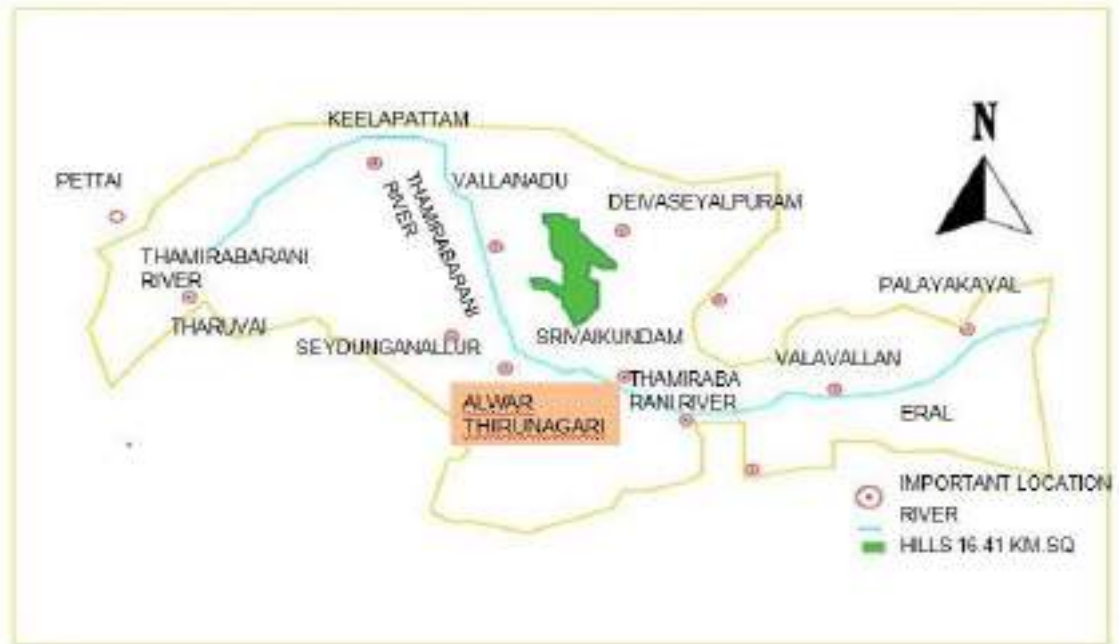 KEELAPATTAM
N
PETTAI
VALLANADU
DEIVASEYALPURAM
THAMIRABARANI
RIVER
THAMIRABARANI
RIVER
PALAYAKAYAL
THARUVAI
SEYDUNGANALLUR
SRIVAIKUNDAM
VALAVALLAN
THAMIRABA
RANI RIVER
ALWAR
THIRUNAGARI
ERAL
IMPORTANT LOCATION
RIVER
HILLS 16.41 KM.SQ